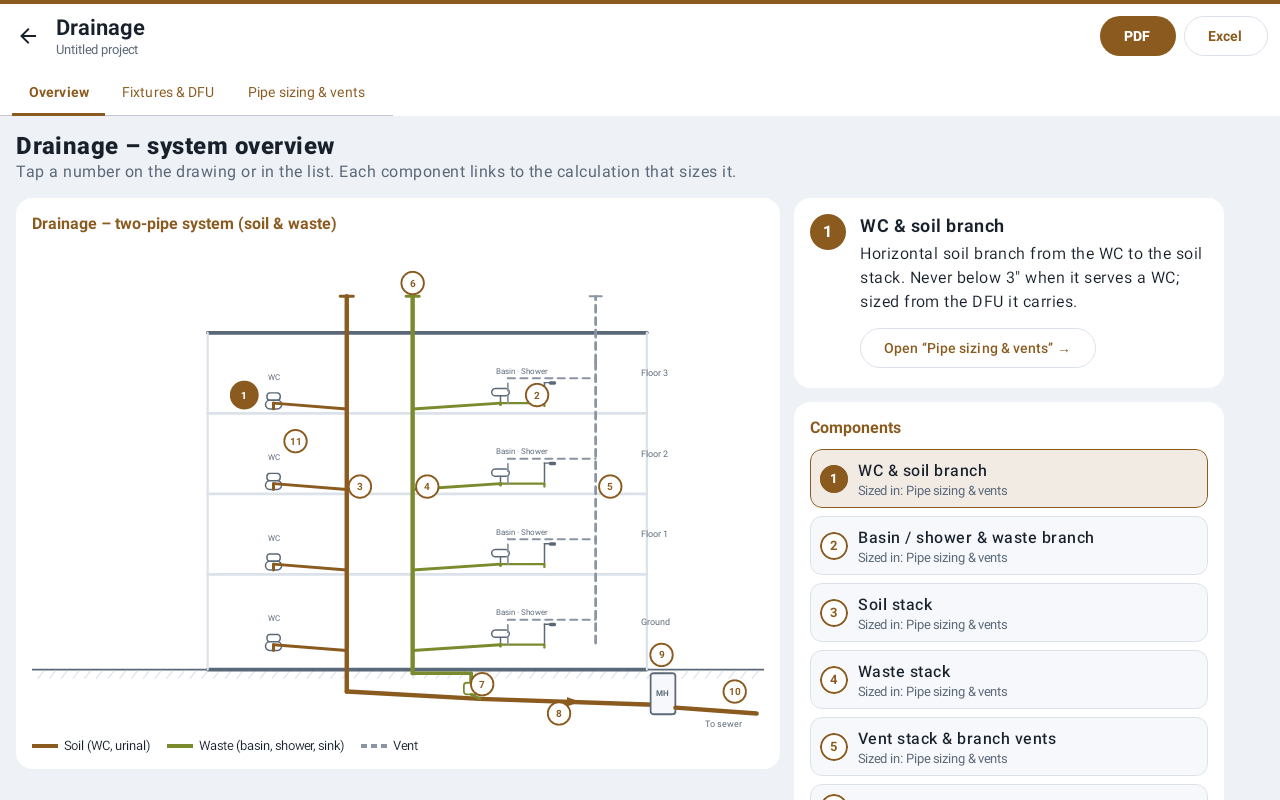 Drainage
Untitled project
PDF
Excel
Overview
Fixtures & DFU
Pipe sizing & vents
Drainage – system overview
Tap a number on the drawing or in the list. Each component links to the calculation that sizes it.
Drainage – two-pipe system (soil & waste)
6
WC
Basin · Shower
Floor 3
1
2
11
WC
Basin · Shower
Floor 2
3
4
5
WC
Basin · Shower
Floor 1
WC
Basin · Shower
Ground
9
7
MH
10
8
To sewer
Soil (WC, urinal)
Waste (basin, shower, sink)
Vent
1
WC & soil branch
Horizontal soil branch from the WC to the soil
stack. Never below 3" when it serves a WC;
sized from the DFU it carries.
Open “Pipe sizing & vents” →
Components
1
WC & soil branch
Sized in: Pipe sizing & vents
2
Basin / shower & waste branch
Sized in: Pipe sizing & vents
3
Soil stack
Sized in: Pipe sizing & vents
4
Waste stack
Sized in: Pipe sizing & vents
5
Vent stack & branch vents
Sized in: Pipe sizing & vents